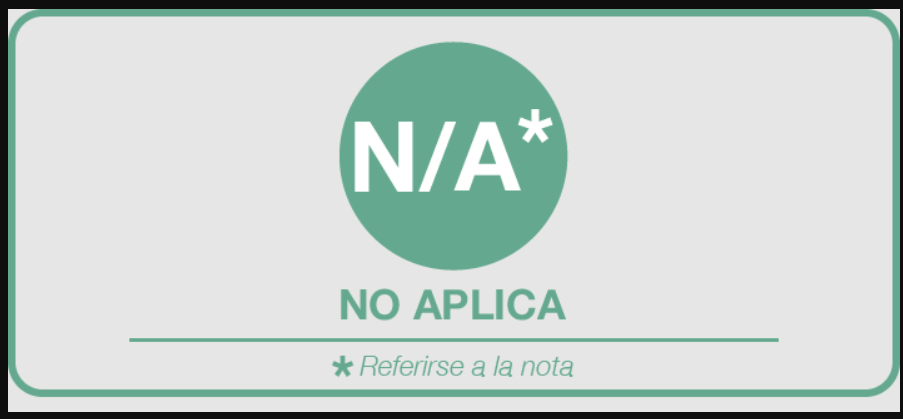 N/A*
NO APLICA
* Referirse a la nota